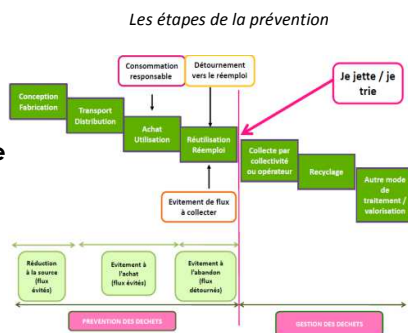 Les étapes de la prévention
Consommation
responsable
Détournement
vers le réemploi
Je jette / je
trie
Conception
Fabrication
Transport
Distribution
Achat
Utilisation
Réutilisation
Réemploi
Collecte par
collectivité
ou opérateur
Recyclage
Autre mode
de
traitement /
valorisation
e
Evitement de flux
à collecter
Réduction
à la source
(flux
évités)
Evitement à
l'achat
(flux évités)
Evitement à
l'abandon
(flux
détournés)
PREVENTION DES DECHETS
GESTION DES DECHETS